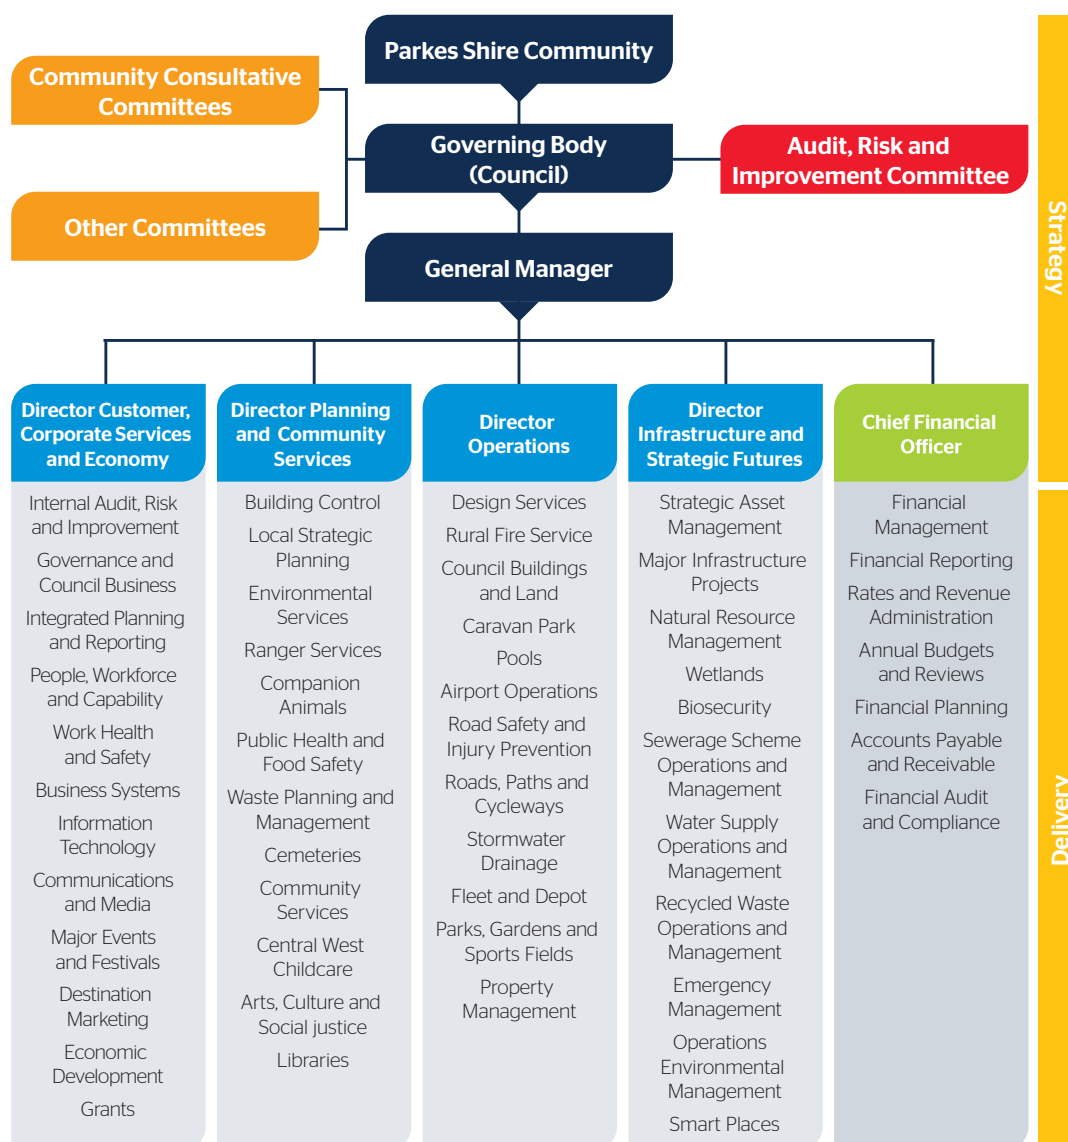 Parkes Shire Community
Community Consultative
Committees
Governing Body
(Council)
Audit, Risk and
Improvement Committee
Other Committees
General Manager
Strategy
Director Customer,
Corporate Services
and Economy
Internal Audit, Risk
and Improvement
Governance and
Council Business
Integrated Planning
and Reporting
People, Workforce
and Capability
Work Health
and Safety
Business Systems
Information
Technology
Communications
and Media
Major Events
and Festivals
Destination
Marketing
Economic
Development
Grants
Director Planning
and Community
Services
Building Control
Local Strategic
Planning
Environmental
Services
Ranger Services
Companion
Animals
Public Health and
Food Safety
Waste Planning and
Management
Cemeteries
Community
Services
Central West
Childcare
Arts, Culture and
Social justice
Libraries
Director
Operations
Design Services
Rural Fire Service
Council Buildings
and Land
Caravan Park
Pools
Airport Operations
Road Safety and
Injury Prevention
Roads, Paths and
Cycleways
Stormwater
Drainage
Fleet and Depot
Parks, Gardens and
Sports Fields
Property
Management
Director
Infrastructure and
Strategic Futures
Strategic Asset
Management
Major Infrastructure
Projects
Natural Resource
Management
Wetlands
Biosecurity
Sewerage Scheme
Operations and
Management
Water Supply
Operations and
Management
Recycled Waste
Operations and
Management
Emergency
Management
Operations
Environmental
Management
Smart Places
Chief Financial
Officer
Financial
Management
Financial Reporting
Rates and Revenue
Administration
Annual Budgets
and Reviews
Financial Planning
Accounts Payable
and Receivable
Financial Audit
and Compliance
Delivery